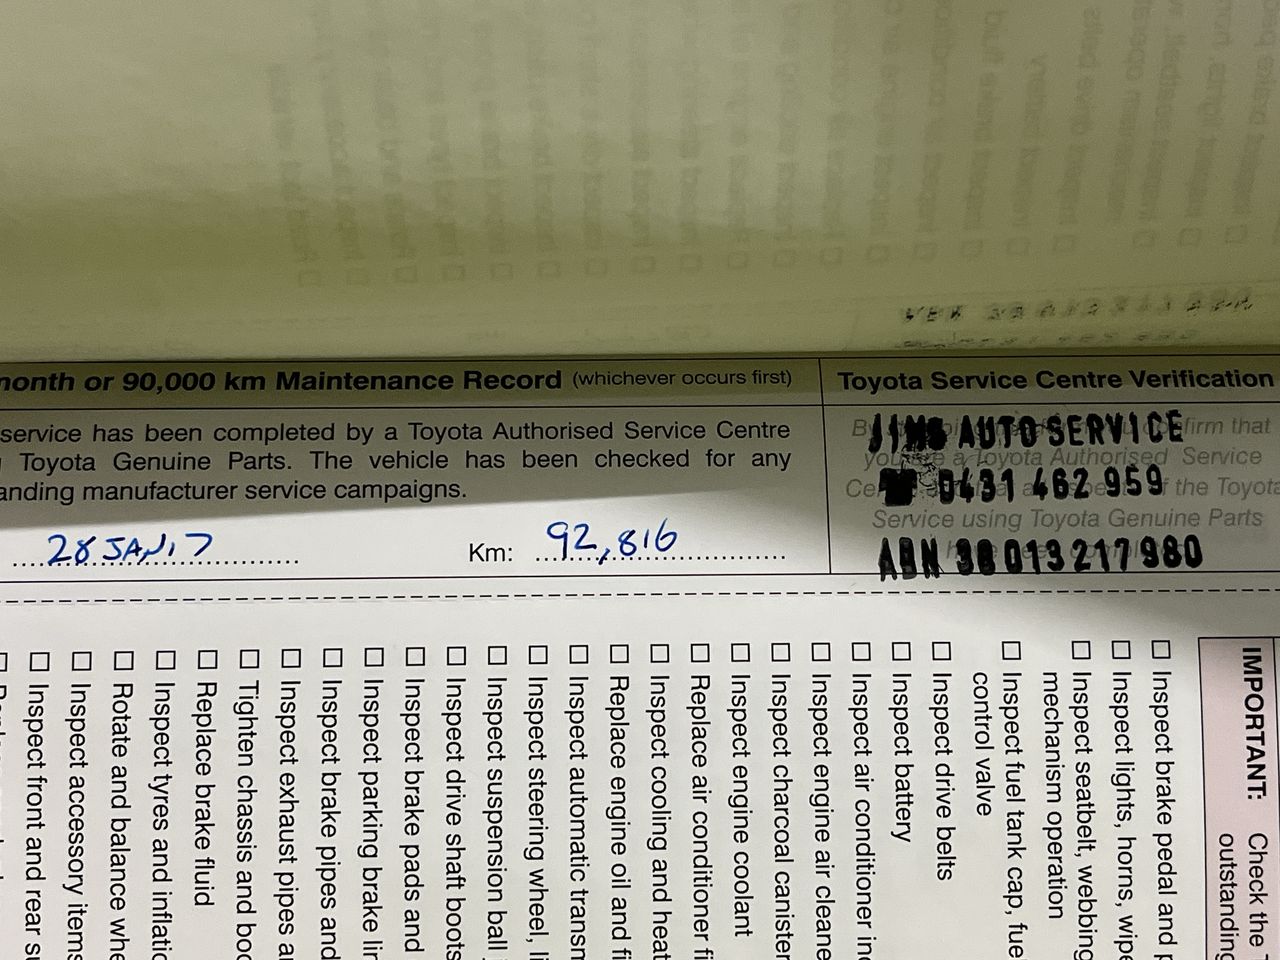 month or 90,000 km Maintenance Record (whichever occurs first)
service has been completed by a Toyota Authorised Service Centre
Toyota Genuine Parts. The vehicle has been checked for any
anding manufacturer service campaigns.
28 JAN 17
Km: 92,816
Toyota Service Centre Verification
JIMS AUTO SERVICE
0431 462 959
Service using Toyota Genuine Parts
ABN 38 013 217 980
IMPORTANT: Check the
outstanding
Inspect brake pedal and p
Inspect lights, horns, wipe
Inspect seatbelt, webbing
mechanism operation
Inspect fuel tank cap, fue
control valve
Inspect drive belts
Inspect battery
Inspect air conditioner in
Inspect engine air cleane
Inspect charcoal canister
Inspect engine coolant
Replace air conditioner fi
Inspect cooling and heat
Replace engine oil and fi
Inspect automatic transm
Inspect steering wheel, li
Inspect suspension ball
Inspect drive shaft boots
Inspect brake pads and
Inspect parking brake lin
Inspect brake pipes and
Inspect exhaust pipes a
Tighten chassis and bo
Replace brake fluid
Inspect tyres and inflatio
Rotate and balance whe
Inspect accessory items
Inspect front and rear su